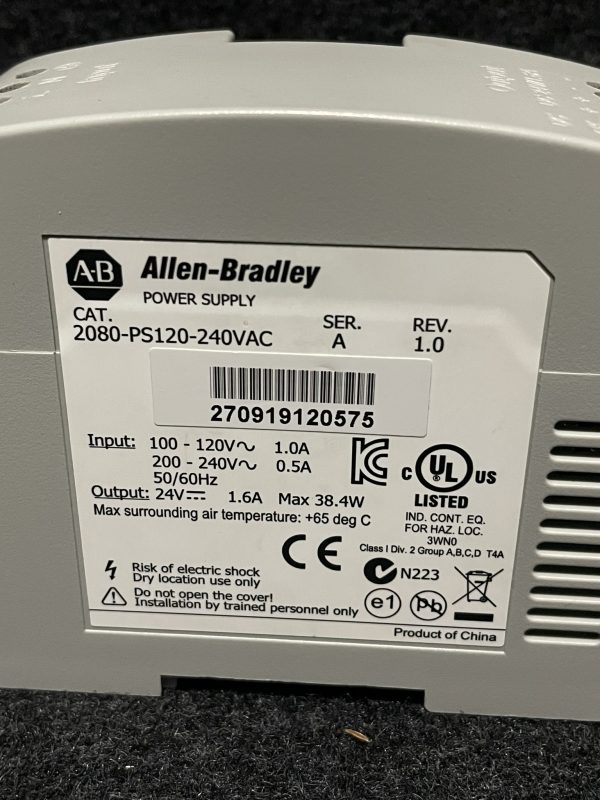 L N
Input
Output
A-B Allen-Bradley
POWER SUPPLY
CAT. SER. REV.
2080-PS120-240VAC A 1.0
270919120575
Input: 100 - 120V~ 1.0A
200 - 240V~ 0.5A
50/60Hz
Output: 24V⎓ 1.6A Max 38.4W
Max surrounding air temperature: +65 deg C
KC
c UL US
LISTED
IND. CONT. EQ.
FOR HAZ. LOC.
3WN0
Class I Div. 2 Group A,B,C,D T4A
CE
N223
Risk of electric shock
Dry location use only
Do not open the cover!
Installation by trained personnel only
e1 Pb
Product of China